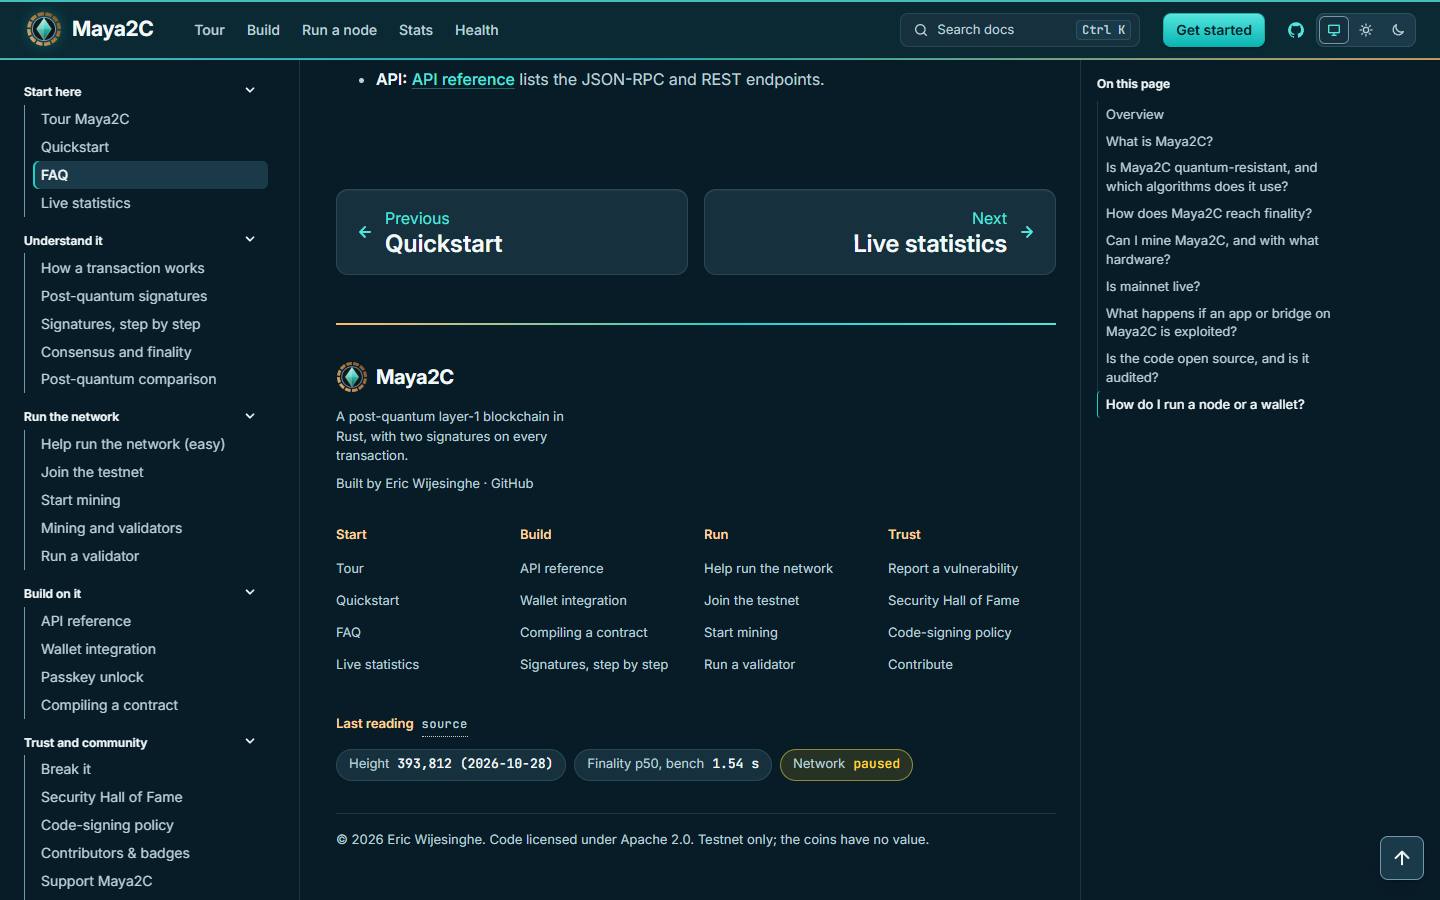 Maya2C
Tour
Build
Run a node
Stats
Health
Search docs
Ctrl K
Get started
Start here
Tour Maya2C
Quickstart
FAQ
Live statistics
Understand it
How a transaction works
Post-quantum signatures
Signatures, step by step
Consensus and finality
Post-quantum comparison
Run the network
Help run the network (easy)
Join the testnet
Start mining
Mining and validators
Run a validator
Build on it
API reference
Wallet integration
Passkey unlock
Compiling a contract
Trust and community
Break it
Security Hall of Fame
Code-signing policy
Contributors & badges
Support Maya2C
• API: API reference lists the JSON-RPC and REST endpoints.
Previous
Quickstart
Next
Live statistics
Maya2C
A post-quantum layer-1 blockchain in
Rust, with two signatures on every
transaction.
Built by Eric Wijesinghe · GitHub
Start
Tour
Quickstart
FAQ
Live statistics
Build
API reference
Wallet integration
Compiling a contract
Signatures, step by step
Run
Help run the network
Join the testnet
Start mining
Run a validator
Trust
Report a vulnerability
Security Hall of Fame
Code-signing policy
Contribute
Last reading source
Height 393,812 (2026-10-28)
Finality p50, bench 1.54 s
Network paused
© 2026 Eric Wijesinghe. Code licensed under Apache 2.0. Testnet only; the coins have no value.
On this page
Overview
What is Maya2C?
Is Maya2C quantum-resistant, and
which algorithms does it use?
How does Maya2C reach finality?
Can I mine Maya2C, and with what
hardware?
Is mainnet live?
What happens if an app or bridge on
Maya2C is exploited?
Is the code open source, and is it
audited?
How do I run a node or a wallet?